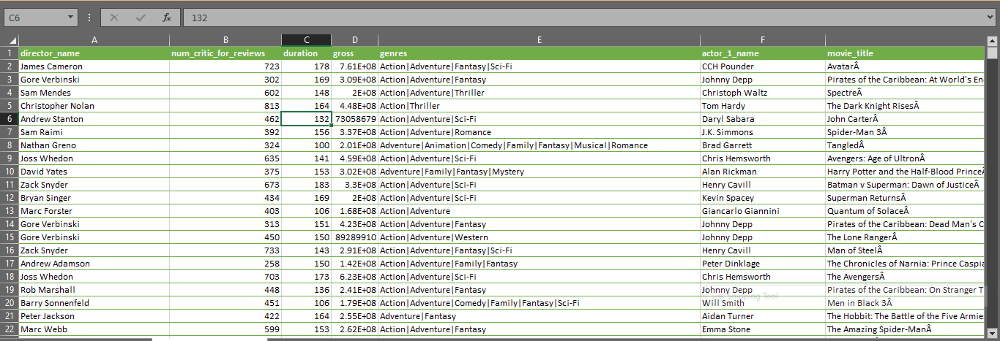 C6 fx 132
A B C D E F
1 director_name num_critic_for_reviews duration gross genres actor_1_name movie_title
2 James Cameron 723 178 7.61E+08 Action|Adventure|Fantasy|Sci-Fi CCH Pounder AvatarÂ
3 Gore Verbinski 302 169 3.09E+08 Action|Adventure|Fantasy Johnny Depp Pirates of the Caribbean: At World's En
4 Sam Mendes 602 148 2E+08 Action|Adventure|Thriller Christoph Waltz SpectreÂ
5 Christopher Nolan 813 164 4.48E+08 Action|Thriller Tom Hardy The Dark Knight RisesÂ
6 Andrew Stanton 462 132 73058679 Action|Adventure|Sci-Fi Daryl Sabara John CarterÂ
7 Sam Raimi 392 156 3.37E+08 Action|Adventure|Romance J.K. Simmons Spider-Man 3Â
8 Nathan Greno 324 100 2.01E+08 Adventure|Animation|Comedy|Family|Fantasy|Musical|Romance Brad Garrett TangledÂ
9 Joss Whedon 635 141 4.59E+08 Action|Adventure|Sci-Fi Chris Hemsworth Avengers: Age of UltronÂ
10 David Yates 375 153 3.02E+08 Adventure|Family|Fantasy|Mystery Alan Rickman Harry Potter and the Half-Blood PrinceÂ
11 Zack Snyder 673 183 3.3E+08 Action|Adventure|Sci-Fi Henry Cavill Batman v Superman: Dawn of JusticeÂ
12 Bryan Singer 434 169 2E+08 Action|Adventure|Sci-Fi Kevin Spacey Superman ReturnsÂ
13 Marc Forster 403 106 1.68E+08 Action|Adventure Giancarlo Giannini Quantum of SolaceÂ
14 Gore Verbinski 313 151 4.23E+08 Action|Adventure|Fantasy Johnny Depp Pirates of the Caribbean: Dead Man's C
15 Gore Verbinski 450 150 89289910 Action|Adventure|Western Johnny Depp The Lone RangerÂ
16 Zack Snyder 733 143 2.91E+08 Action|Adventure|Fantasy|Sci-Fi Henry Cavill Man of SteelÂ
17 Andrew Adamson 258 150 1.42E+08 Action|Adventure|Family|Fantasy Peter Dinklage The Chronicles of Narnia: Prince Caspia
18 Joss Whedon 703 173 6.23E+08 Action|Adventure|Sci-Fi Chris Hemsworth The AvengersÂ
19 Rob Marshall 448 136 2.41E+08 Action|Adventure|Fantasy Johnny Depp Pirates of the Caribbean: On Stranger T
Snipping Tool
20 Barry Sonnenfeld 451 106 1.79E+08 Action|Adventure|Comedy|Family|Fantasy|Sci-Fi Will Smith Men in Black 3Â
21 Peter Jackson 422 164 2.55E+08 Adventure|Fantasy Aidan Turner The Hobbit: The Battle of the Five Armie
22 Marc Webb 599 153 2.62E+08 Action|Adventure|Fantasy Emma Stone The Amazing Spider-ManÂ